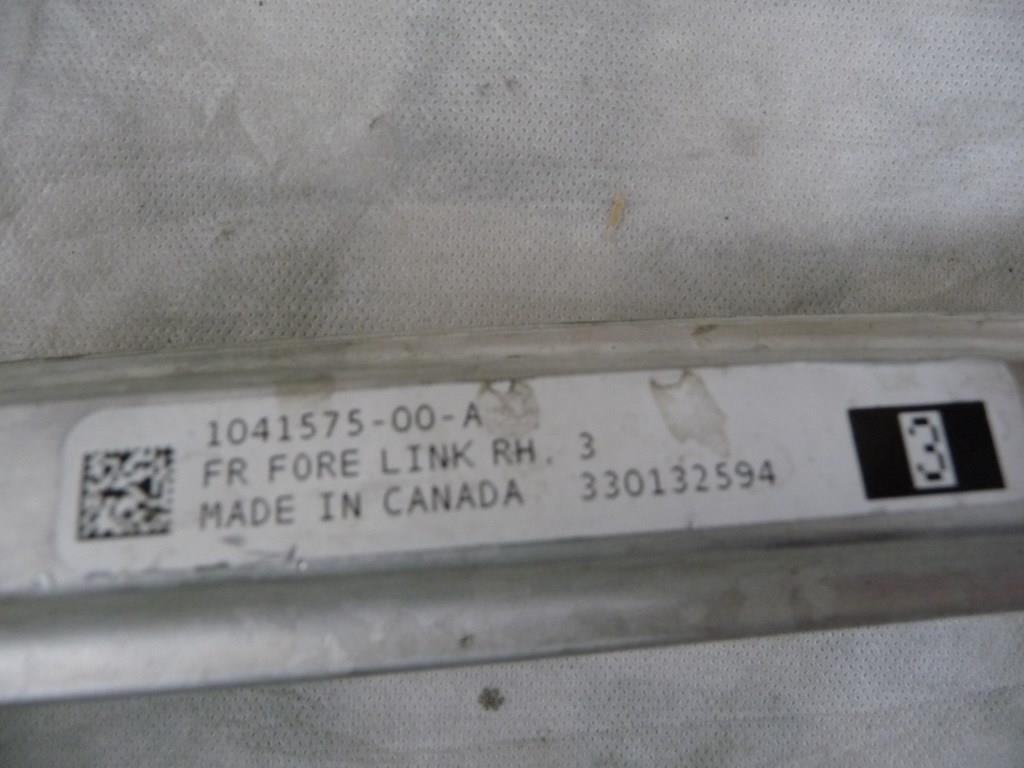 1041575-00-A
FR FORE LINK RH. 3
MADE IN CANADA 330132594
3